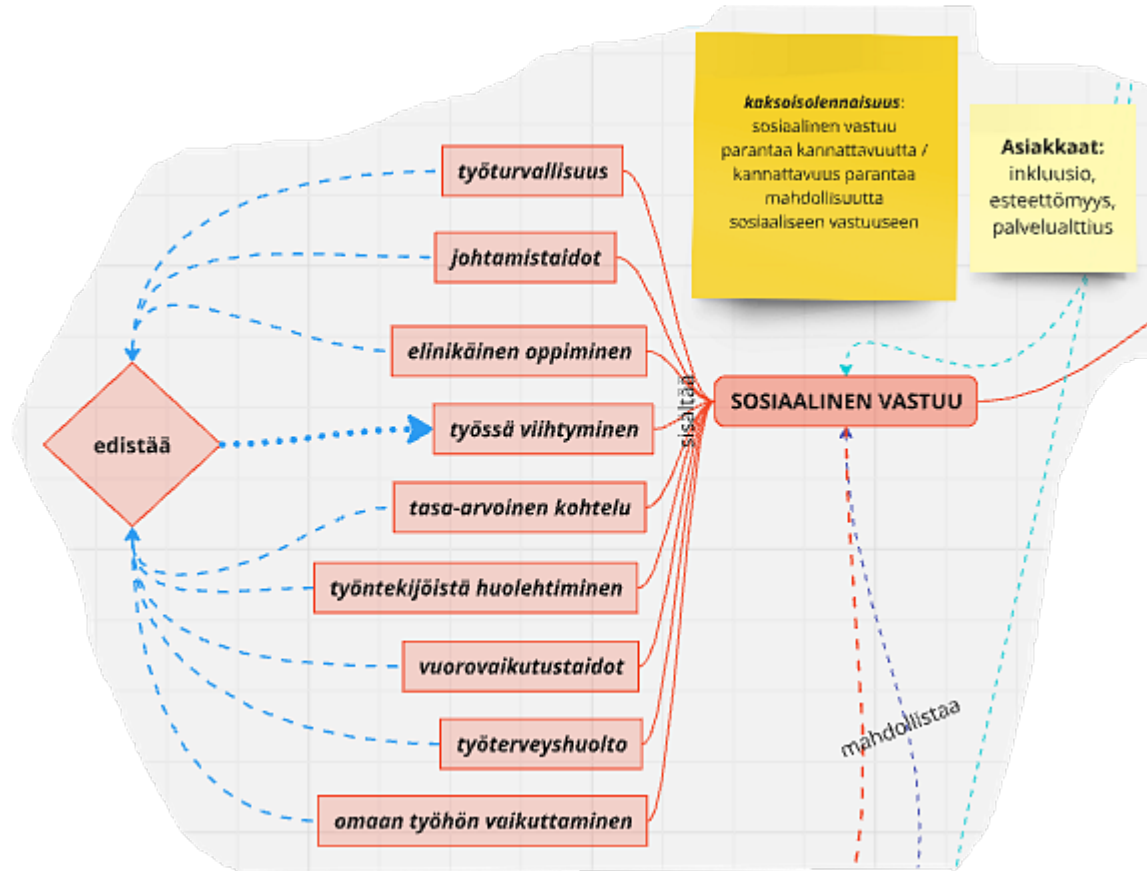 kaksoisolennaisuus:
sosiaalinen vastuu
parantaa kannattavuutta /
kannattavuus parantaa
mahdollisuutta
sosiaaliseen vastuuseen
Asiakkaat:
inkluusio,
esteettömyys,
palvelualttius
työturvallisuus
johtamistaidot
elinikäinen oppiminen
sisältää
SOSIAALINEN VASTUU
edistää
työssä viihtyminen
tasa-arvoinen kohtelu
työntekijöistä huolehtiminen
vuorovaikutustaidot
mahdollistaa
työterveyshuolto
omaan työhön vaikuttaminen